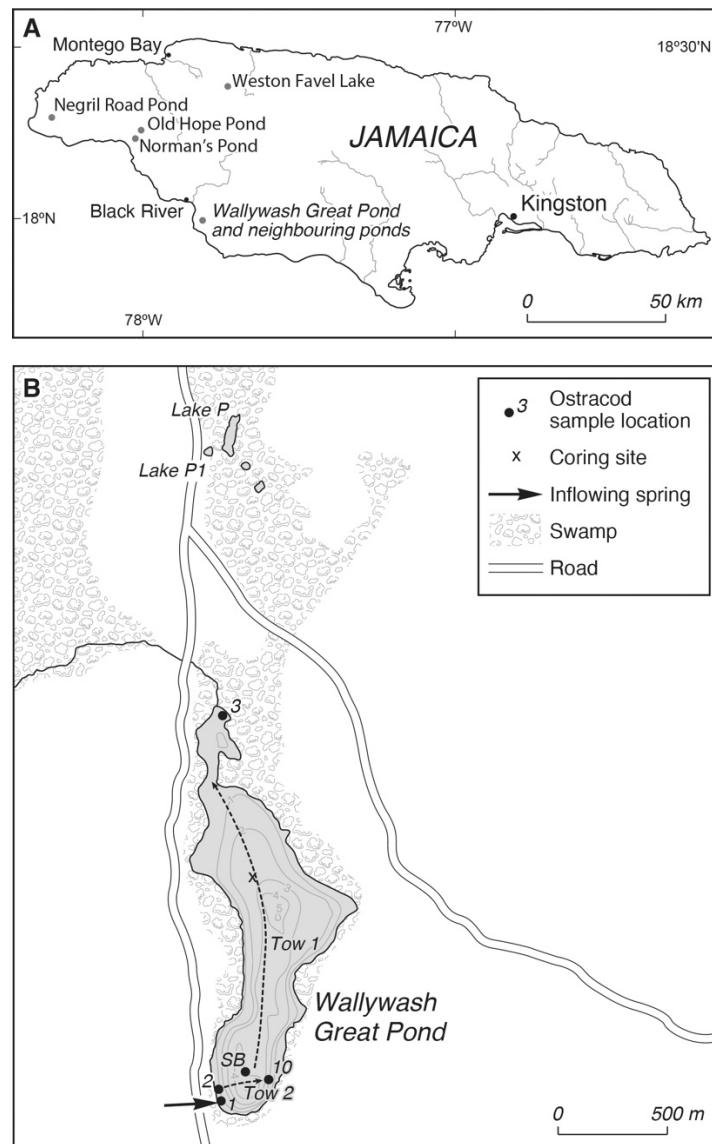 A
77°W
18°30'N
Montego Bay
Weston Favel Lake
Negril Road Pond
Old Hope Pond
Norman's Pond
JAMAICA
Kingston
Black River
18°N
Wallywash Great Pond
and neighbouring ponds
0 50 km
78°W
B
Lake P
Lake P1
3 Ostracod
sample location
x Coring site
Inflowing spring
Swamp
Road
3
x
3
4
5
Tow 1
Wallywash
Great Pond
SB
10
2
Tow 2
1
0 500 m